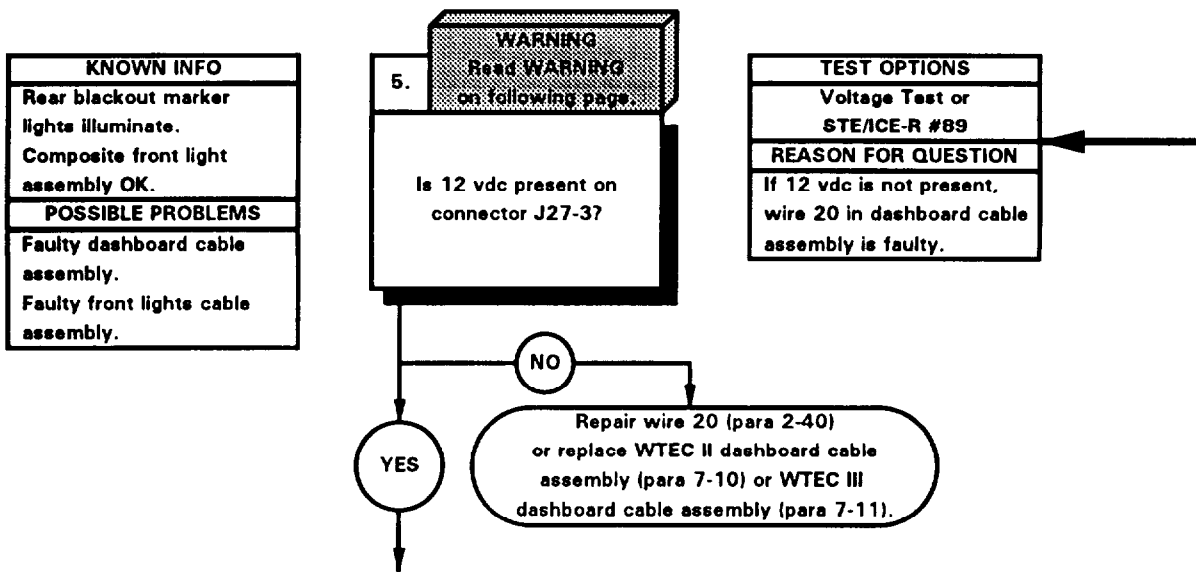 KNOWN INFO
Rear blackout marker
lights illuminate.
Composite front light
assembly OK.
POSSIBLE PROBLEMS
Faulty dashboard cable
assembly.
Faulty front lights cable
assembly.
WARNING
Read WARNING
on following page.
5.
Is 12 vdc present on
connector J27-3?
TEST OPTIONS
Voltage Test or
STE/ICE-R #89
REASON FOR QUESTION
If 12 vdc is not present,
wire 20 in dashboard cable
assembly is faulty.
NO
YES
Repair wire 20 (para 2-40)
or replace WTEC II dashboard cable
assembly (para 7-10) or WTEC III
dashboard cable assembly (para 7-11).